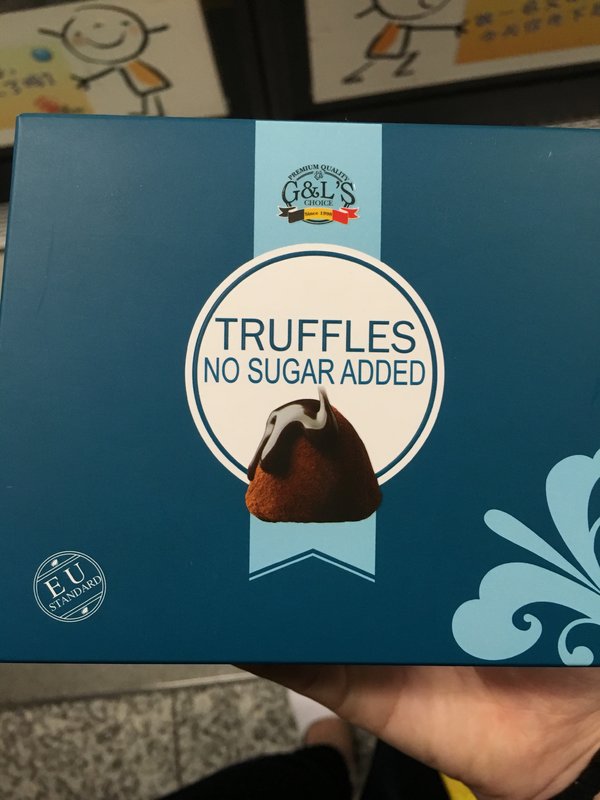 PREMIUM QUALITY
G&L'S
CHOICE
Since 1998
TRUFFLES
NO SUGAR ADDED
EU
STANDARD